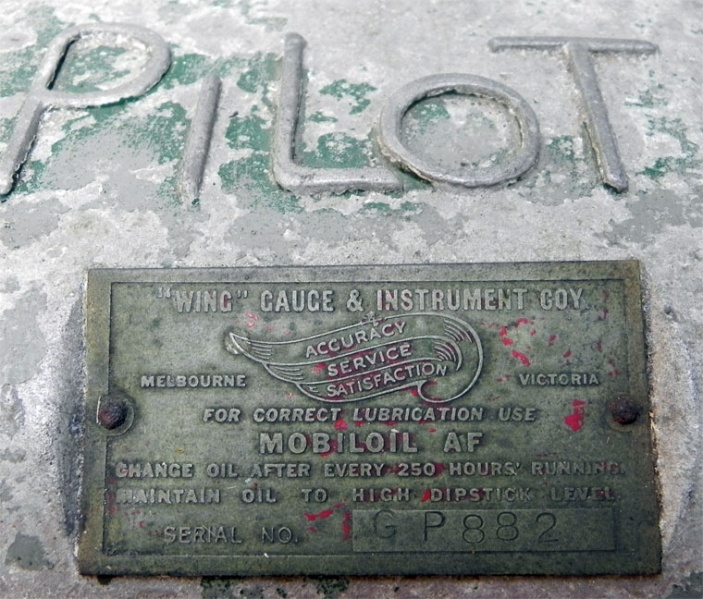 PILOT
"WING" GAUGE & INSTRUMENT COY.
ACCURACY
SERVICE
SATISFACTION
MELBOURNE VICTORIA
FOR CORRECT LUBRICATION USE
MOBILOIL AF
CHANGE OIL AFTER EVERY 250 HOURS' RUNNING.
MAINTAIN OIL TO HIGH DIPSTICK LEVEL.
SERIAL NO. GP882